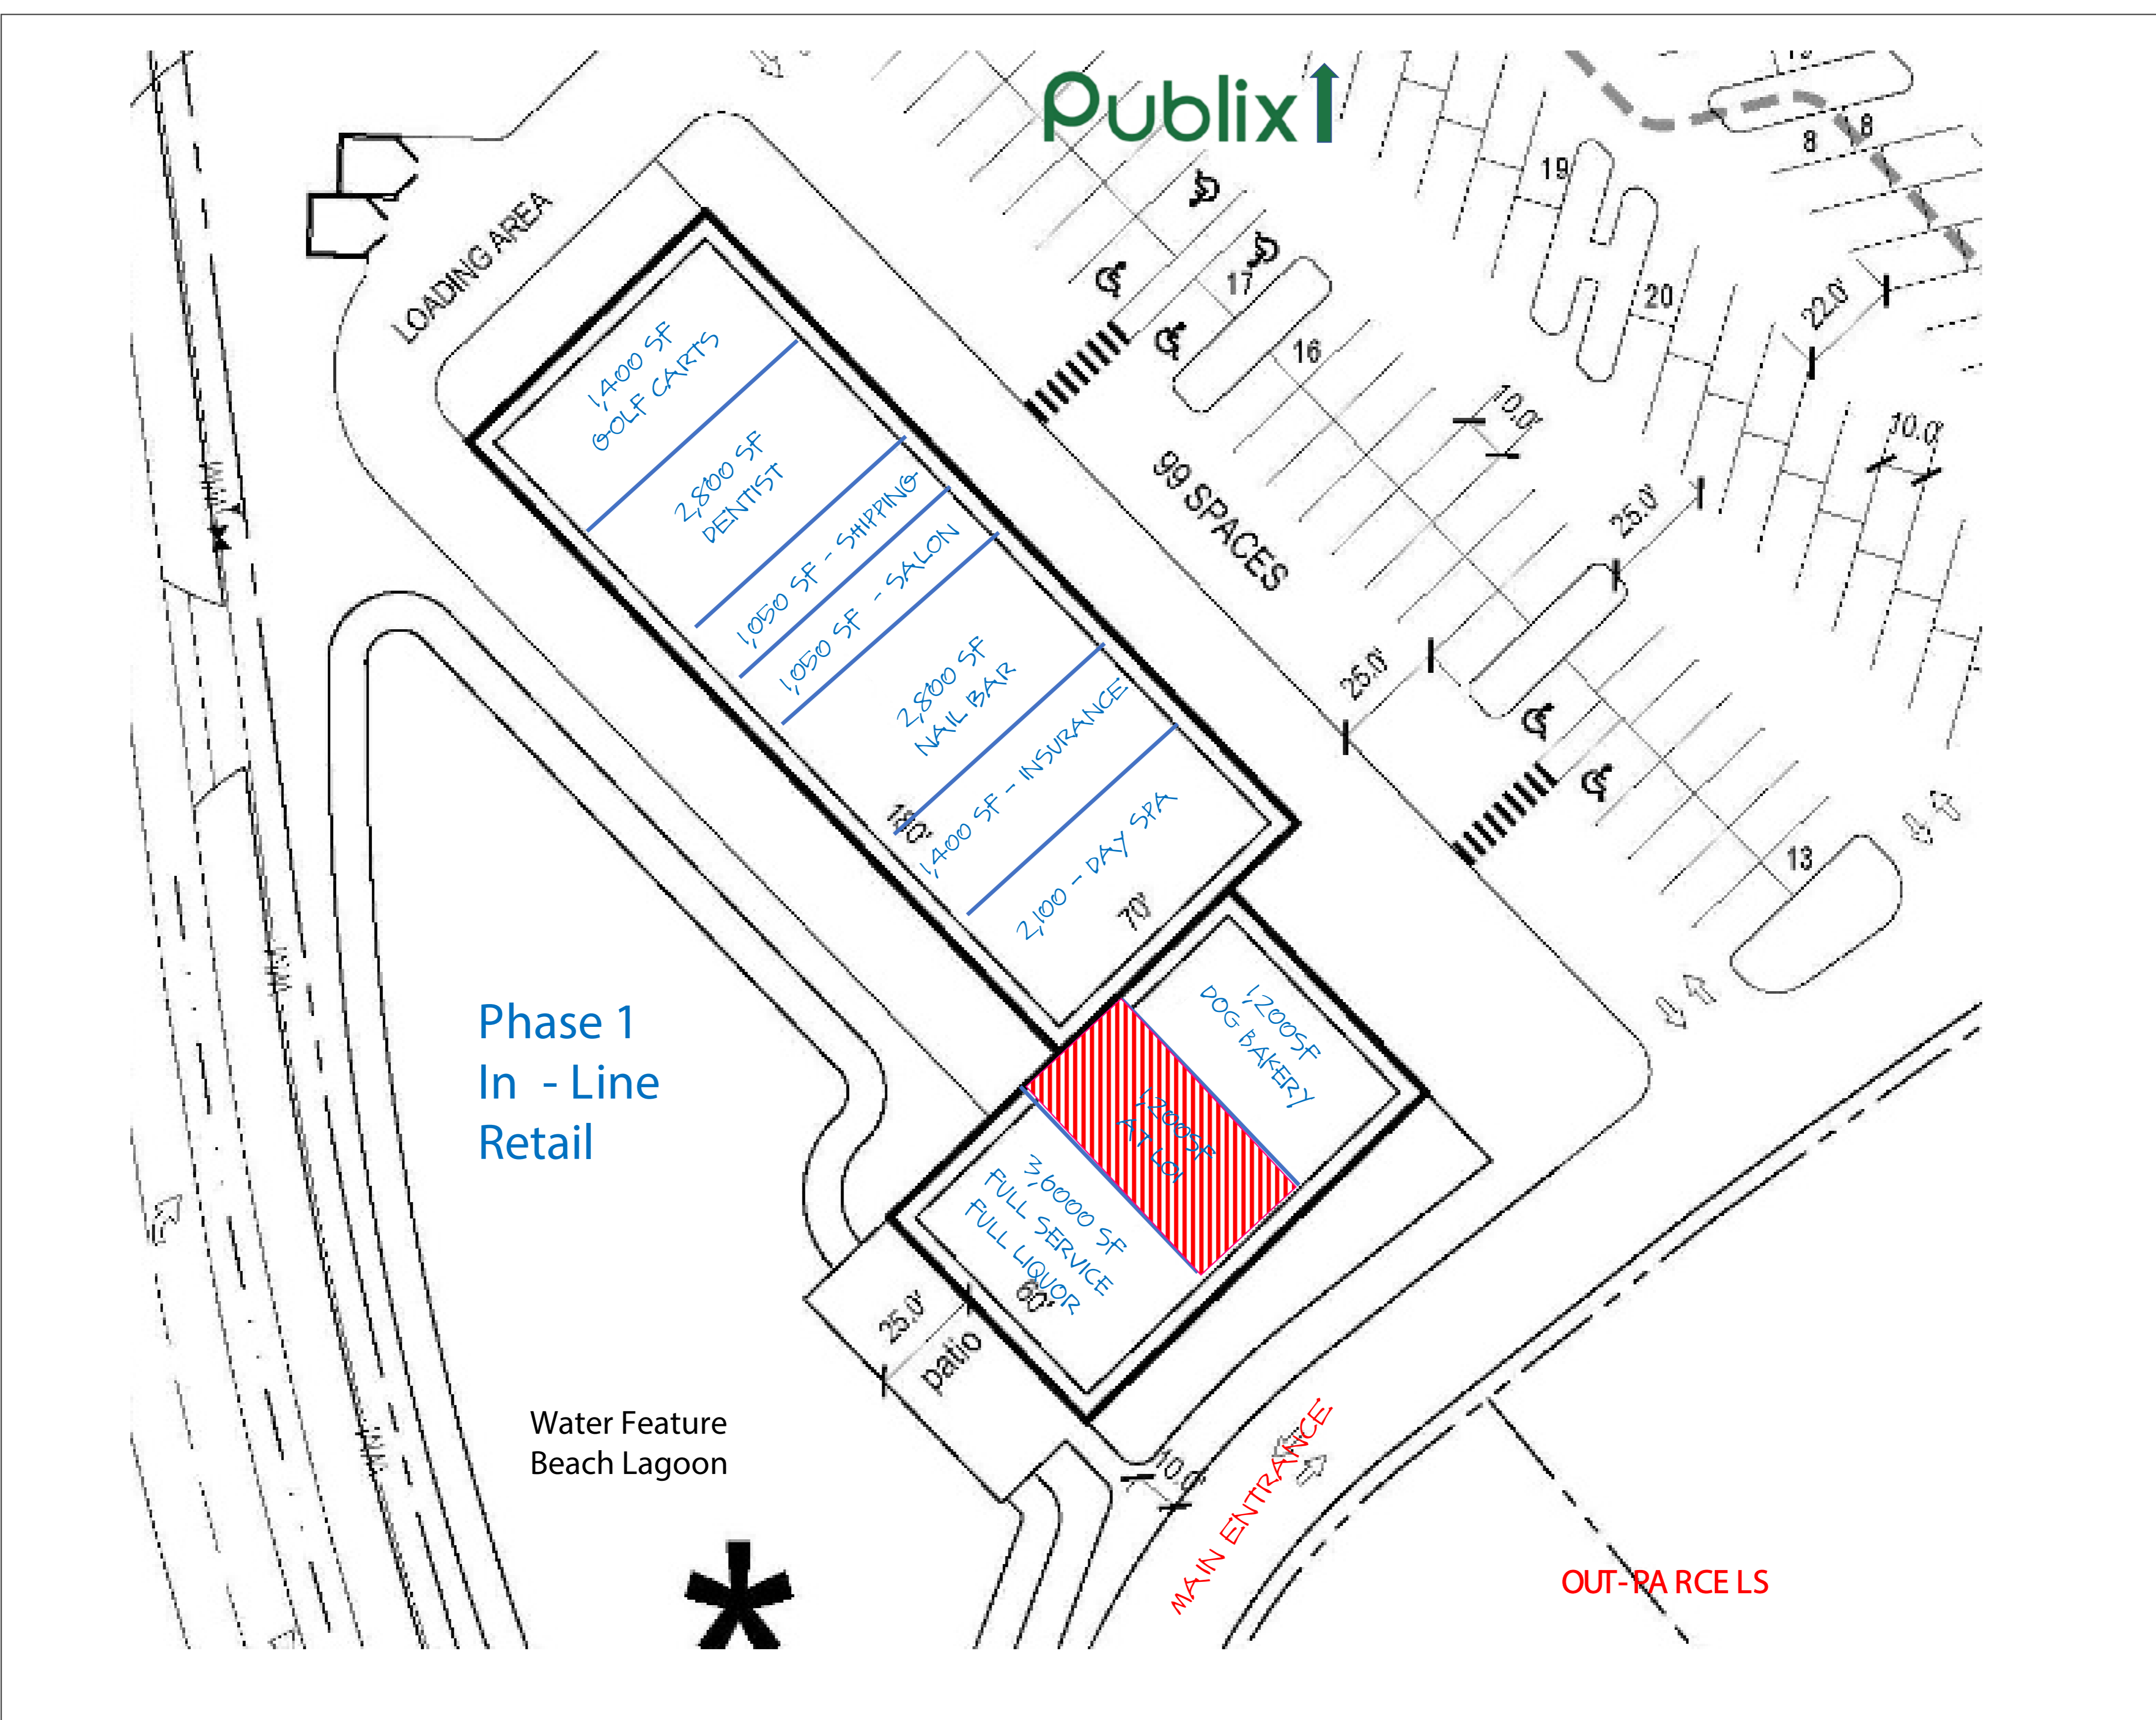 Publix
19
8
8
19
LOADING AREA
17
20
22.0'
16
1,400 SF
GOLF CARTS
10.0'
10.0'
2,800 SF
DENTIST
99 SPACES
25.0'
1,050 SF - SHIPPING
1,050 SF - SALON
25.0'
2,800 SF
NAIL BAR
1,400 SF - INSURANCE
180'
13
2,100 - DAY SPA
70'
Phase 1
In - Line
Retail
1,200SF
DOG BAKERY
1,200SF
AT LOI
3,6000 SF
FULL SERVICE
FULL LIQUOR
60'
25.0'
patio
Water Feature
Beach Lagoon
10.0'
MAIN ENTRANCE
OUT-PARCELS
*